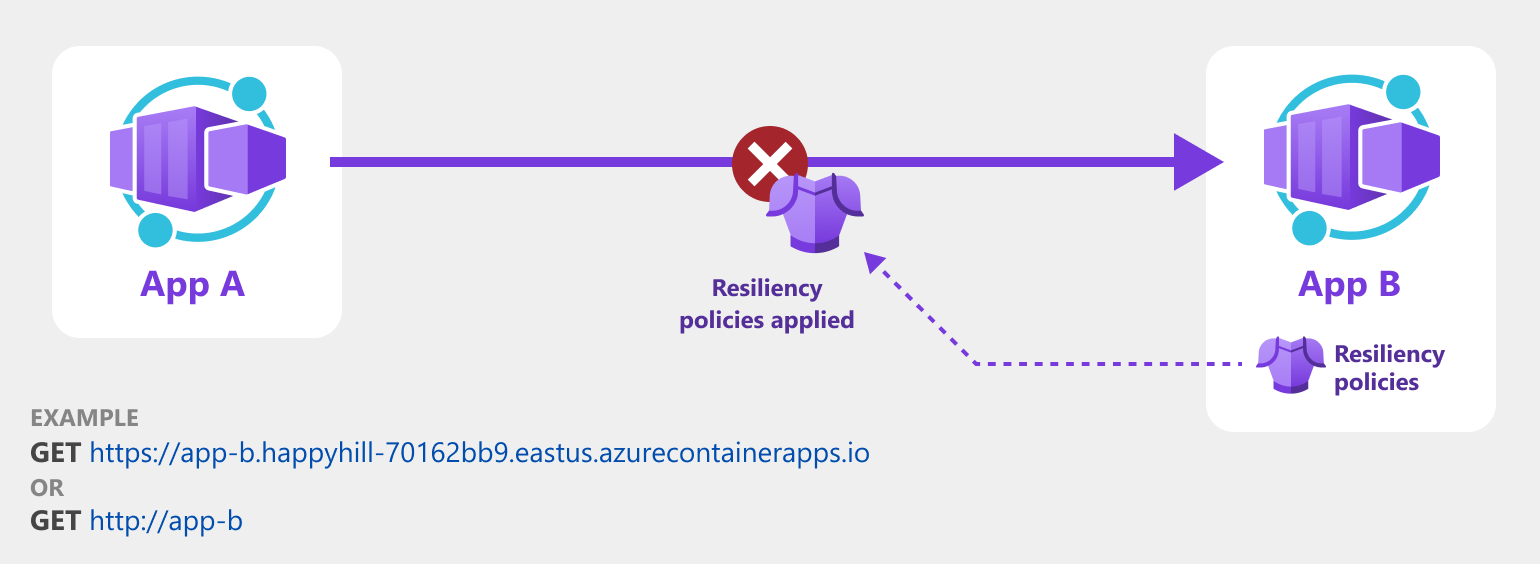 App A
App B
Resiliency
policies applied
Resiliency
policies
EXAMPLE
GET https://app-b.happyhill-70162bb9.eastus.azurecontainerapps.io
OR
GET http://app-b